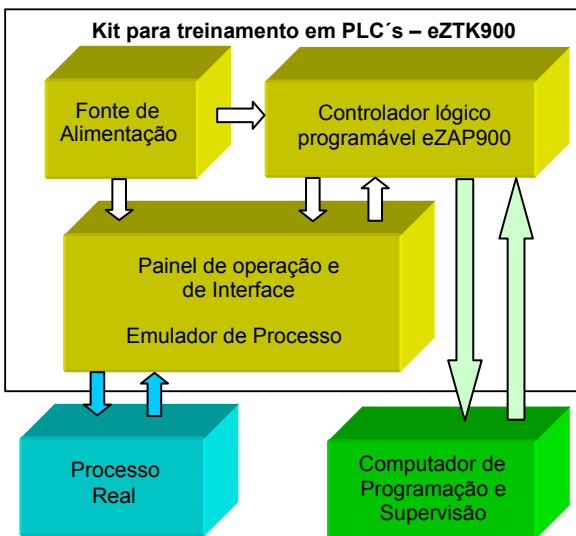 Kit para treinamento em PLC´s – eZTK900
Fonte de
Alimentação
Controlador lógico
programável eZAP900
Painel de operação e
de Interface
Emulador de Processo
Processo
Real
Computador de
Programação e
Supervisão